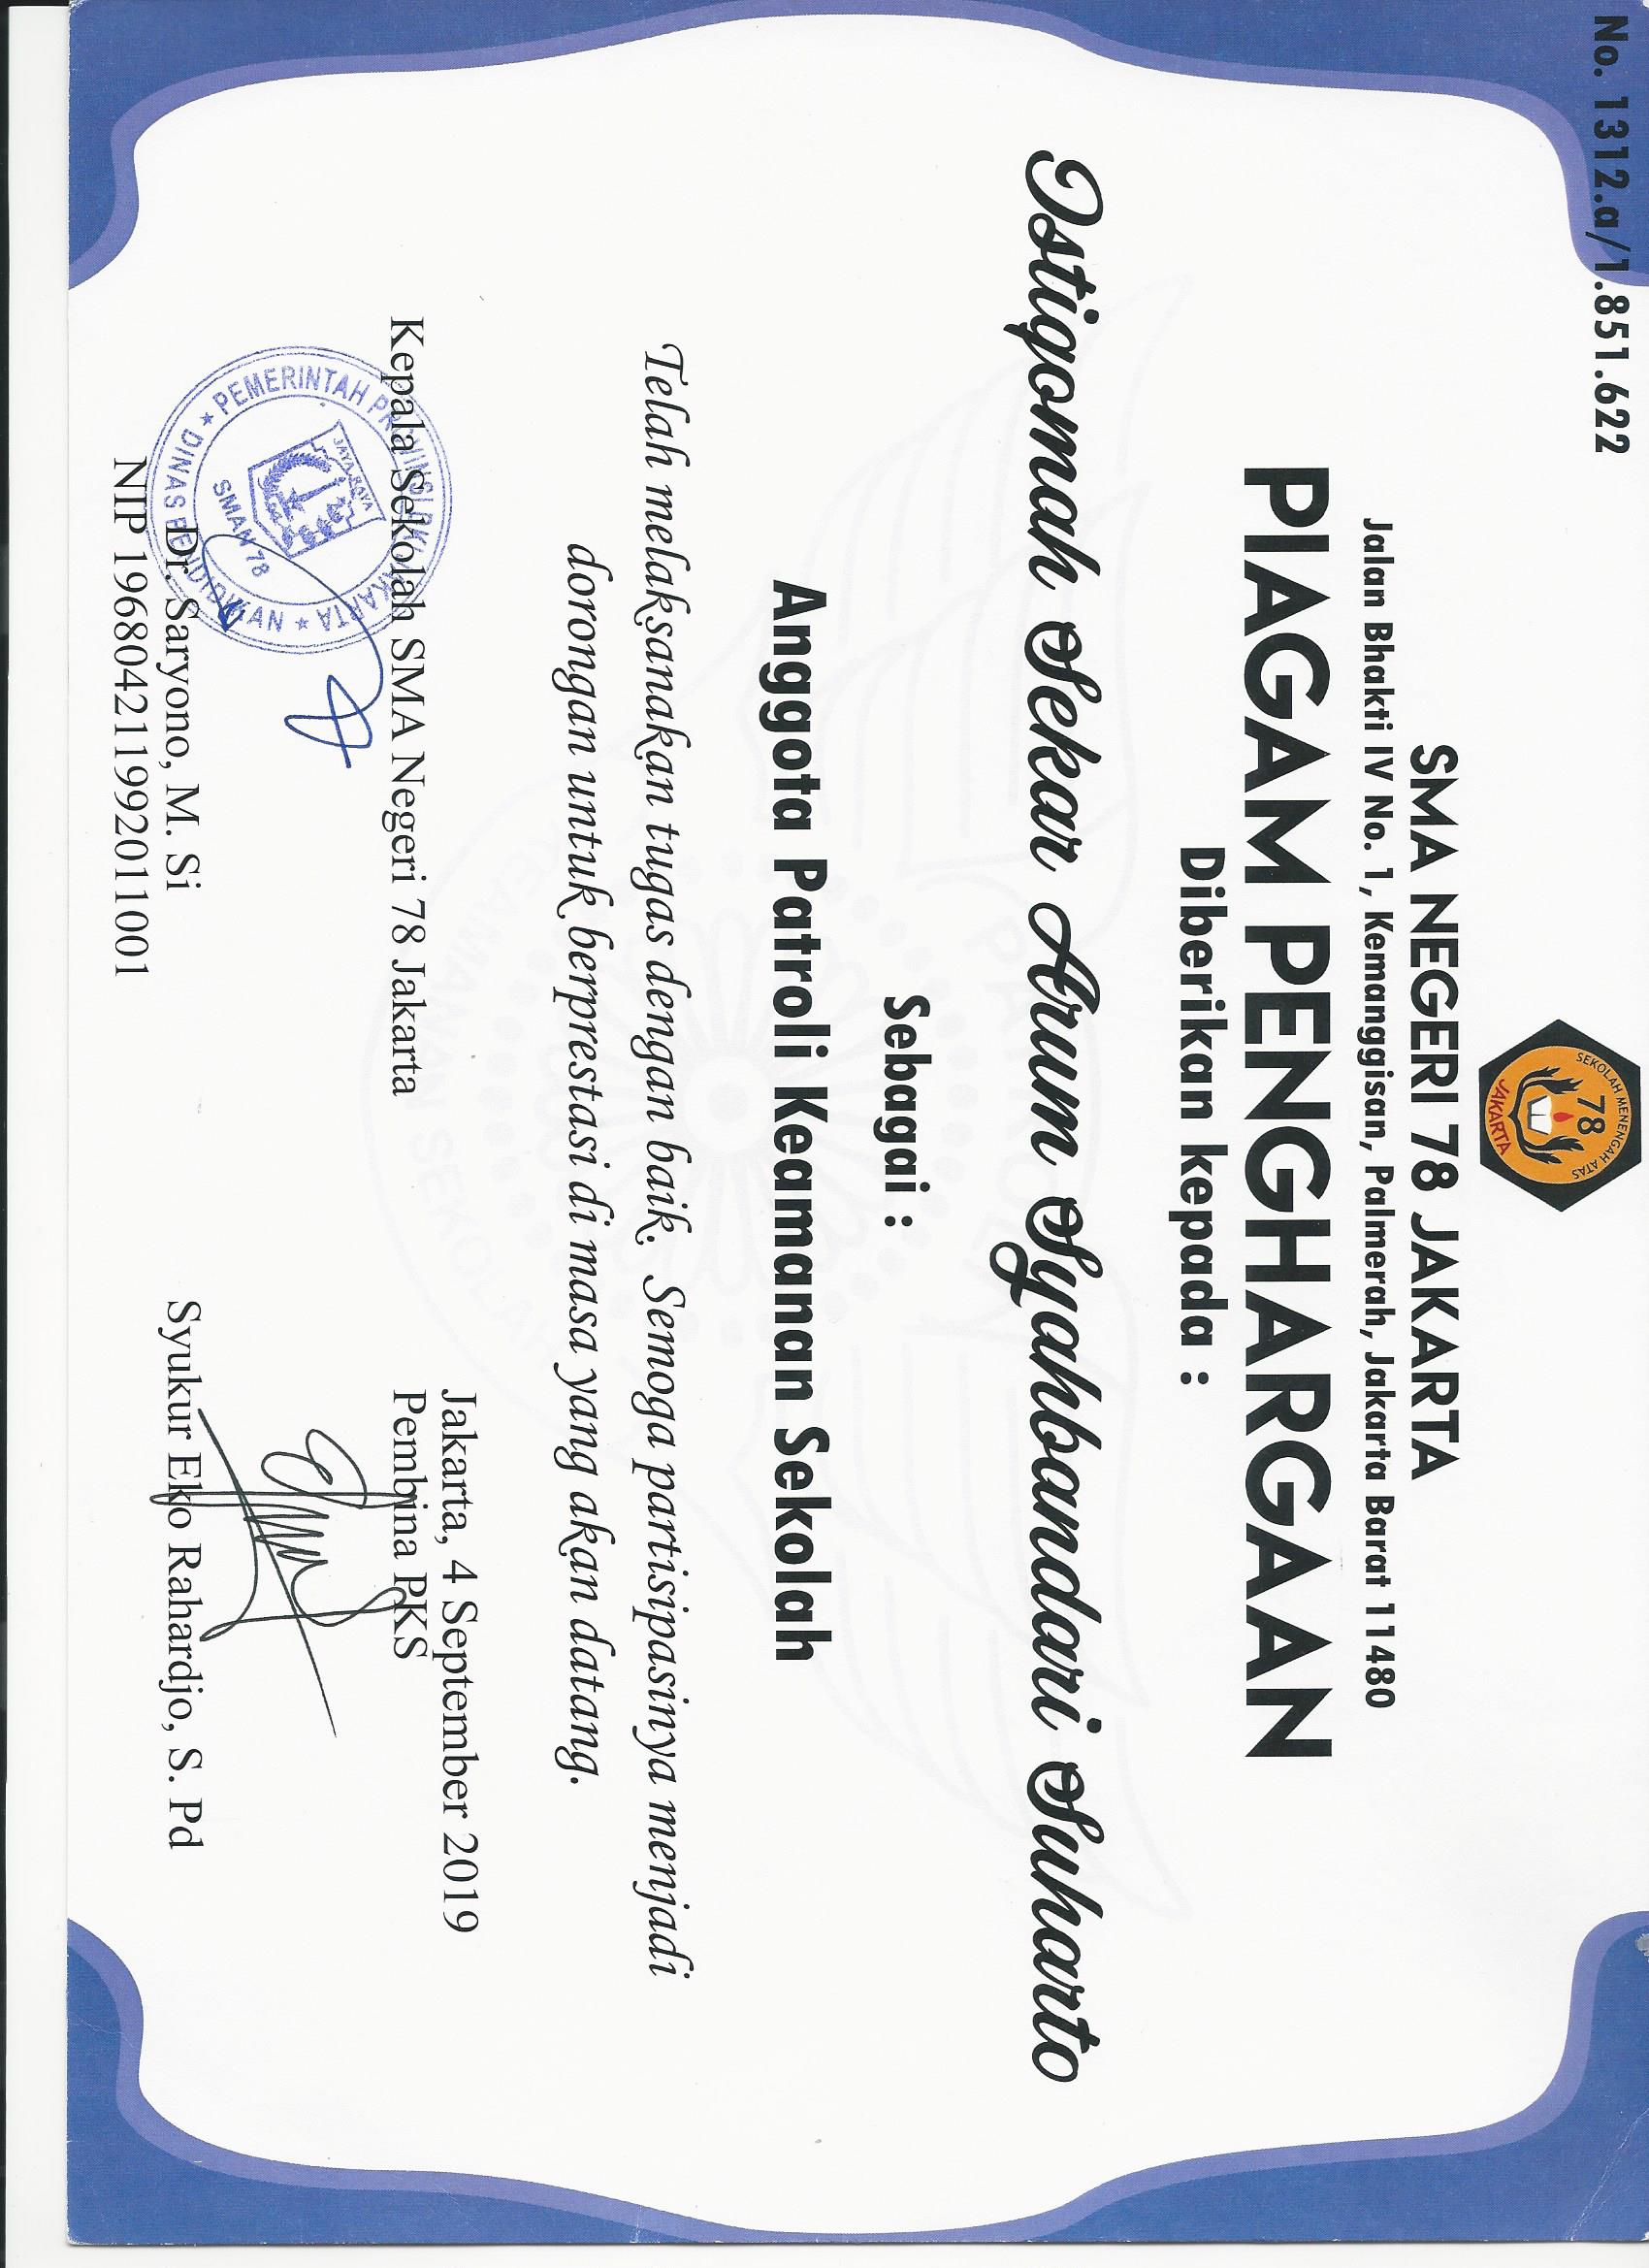 No. 1312.a/1.851.622
SEKOLAH MENENGAH ATAS
78
JAKARTA
SMA NEGERI 78 JAKARTA
Jalan Bhakti IV No. 1, Kemanggisan, Palmerah, Jakarta Barat 11480
PIAGAM PENGHARGAAN
Diberikan kepada :
Istiqomah Sekar Arum Syahbandari Suharto
Sebagai :
Anggota Patroli Keamanan Sekolah
Telah melaksanakan tugas dengan baik. Semoga partisipasinya menjadi
dorongan untuk berprestasi di masa yang akan datang.
Jakarta, 4 September 2019
Kepala Sekolah SMA Negeri 78 Jakarta
Pembina PKS
PEMERINTAH PROVINSI DKI JAKARTA
JAYA RAYA
SMAN 78
DINAS PENDIDIKAN
Dr. Saryono, M. Si
Syukur Eko Rahardjo, S. Pd
NIP 196804211992011001